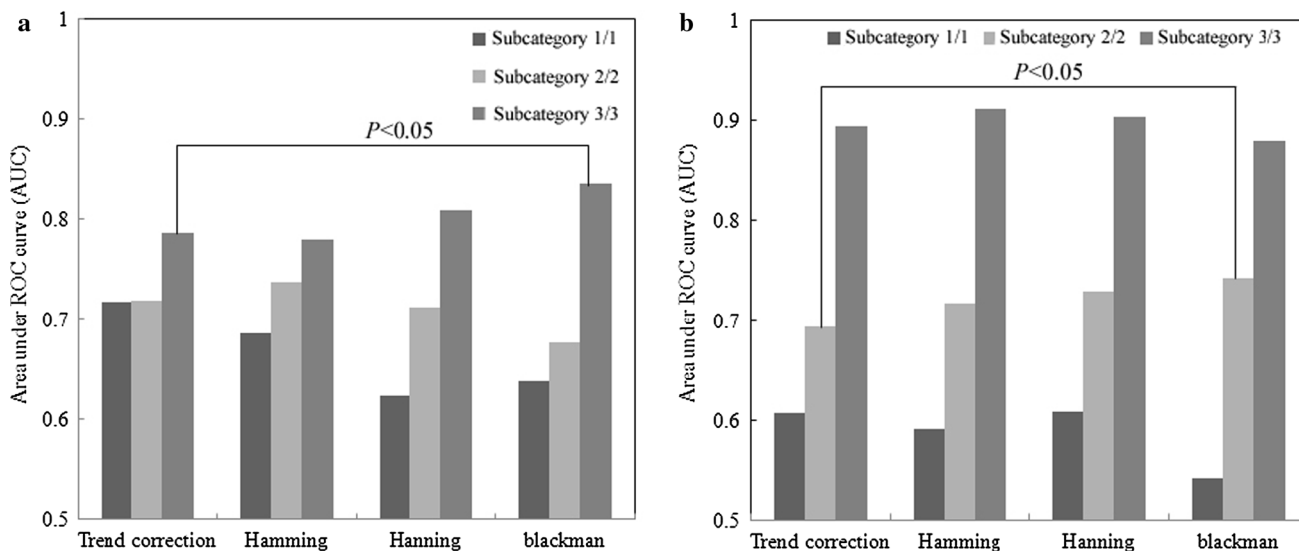 a
1
0.9
0.8
0.7
0.6
0.5
Area under ROC curve (AUC)
Subcategory 1/1
Subcategory 2/2
Subcategory 3/3
P<0.05
Trend correction Hamming Hanning blackman
b
1
0.9
0.8
0.7
0.6
0.5
Area under ROC curve (AUC)
Subcategory 1/1 Subcategory 2/2 Subcategory 3/3
P<0.05
Trend correction Hamming Hanning blackman